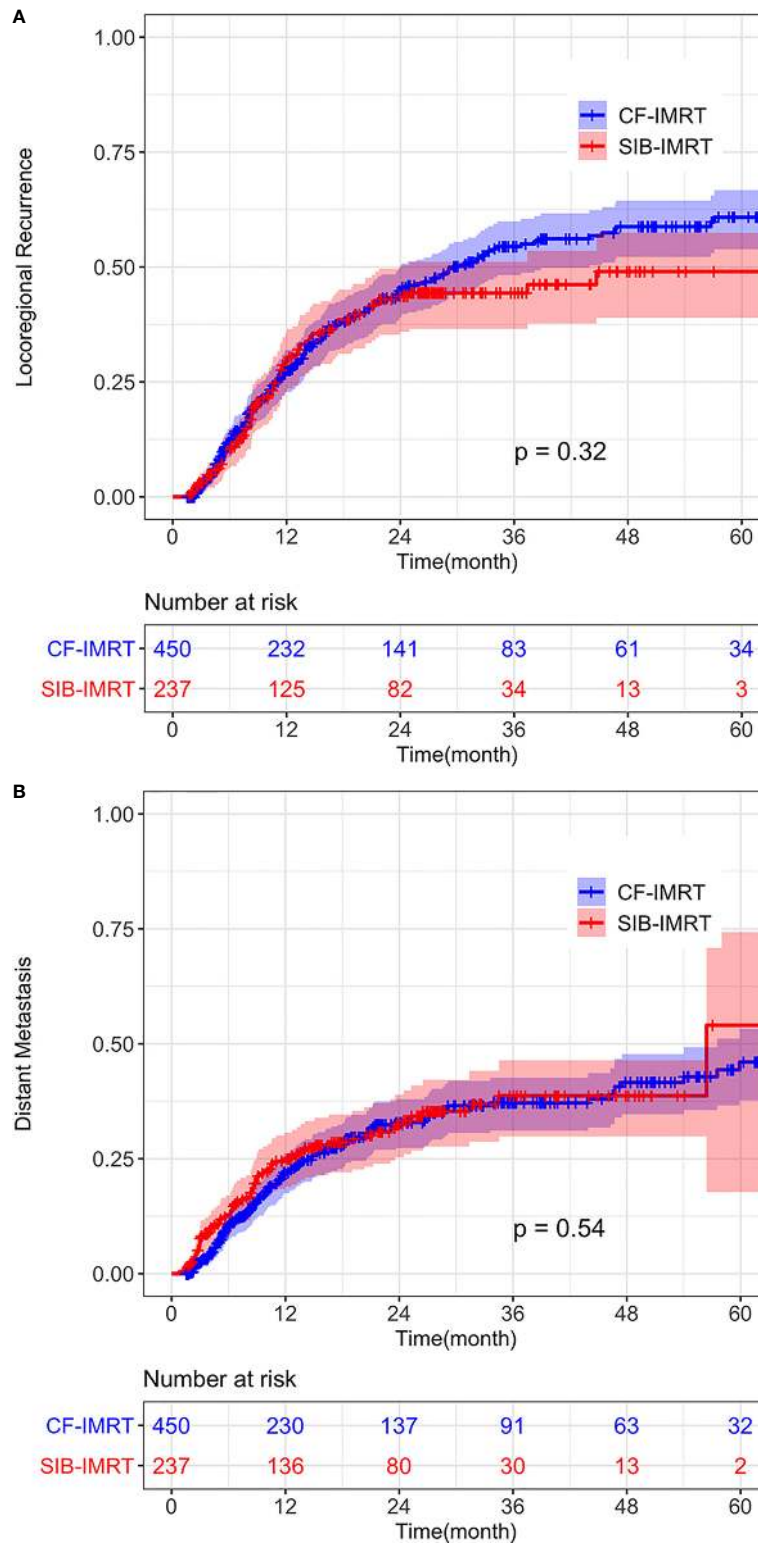 A
1.00
0.75
0.50
0.25
0.00
Locoregional Recurrence
CF-IMRT
SIB-IMRT
p = 0.32
0 12 24 36 48 60
Time(month)
Number at risk
CF-IMRT 450 232 141 83 61 34
SIB-IMRT 237 125 82 34 13 3
0 12 24 36 48 60
Time(month)
B
1.00
0.75
0.50
0.25
0.00
Distant Metastasis
CF-IMRT
SIB-IMRT
p = 0.54
0 12 24 36 48 60
Time(month)
Number at risk
CF-IMRT 450 230 137 91 63 32
SIB-IMRT 237 136 80 30 13 2
0 12 24 36 48 60
Time(month)